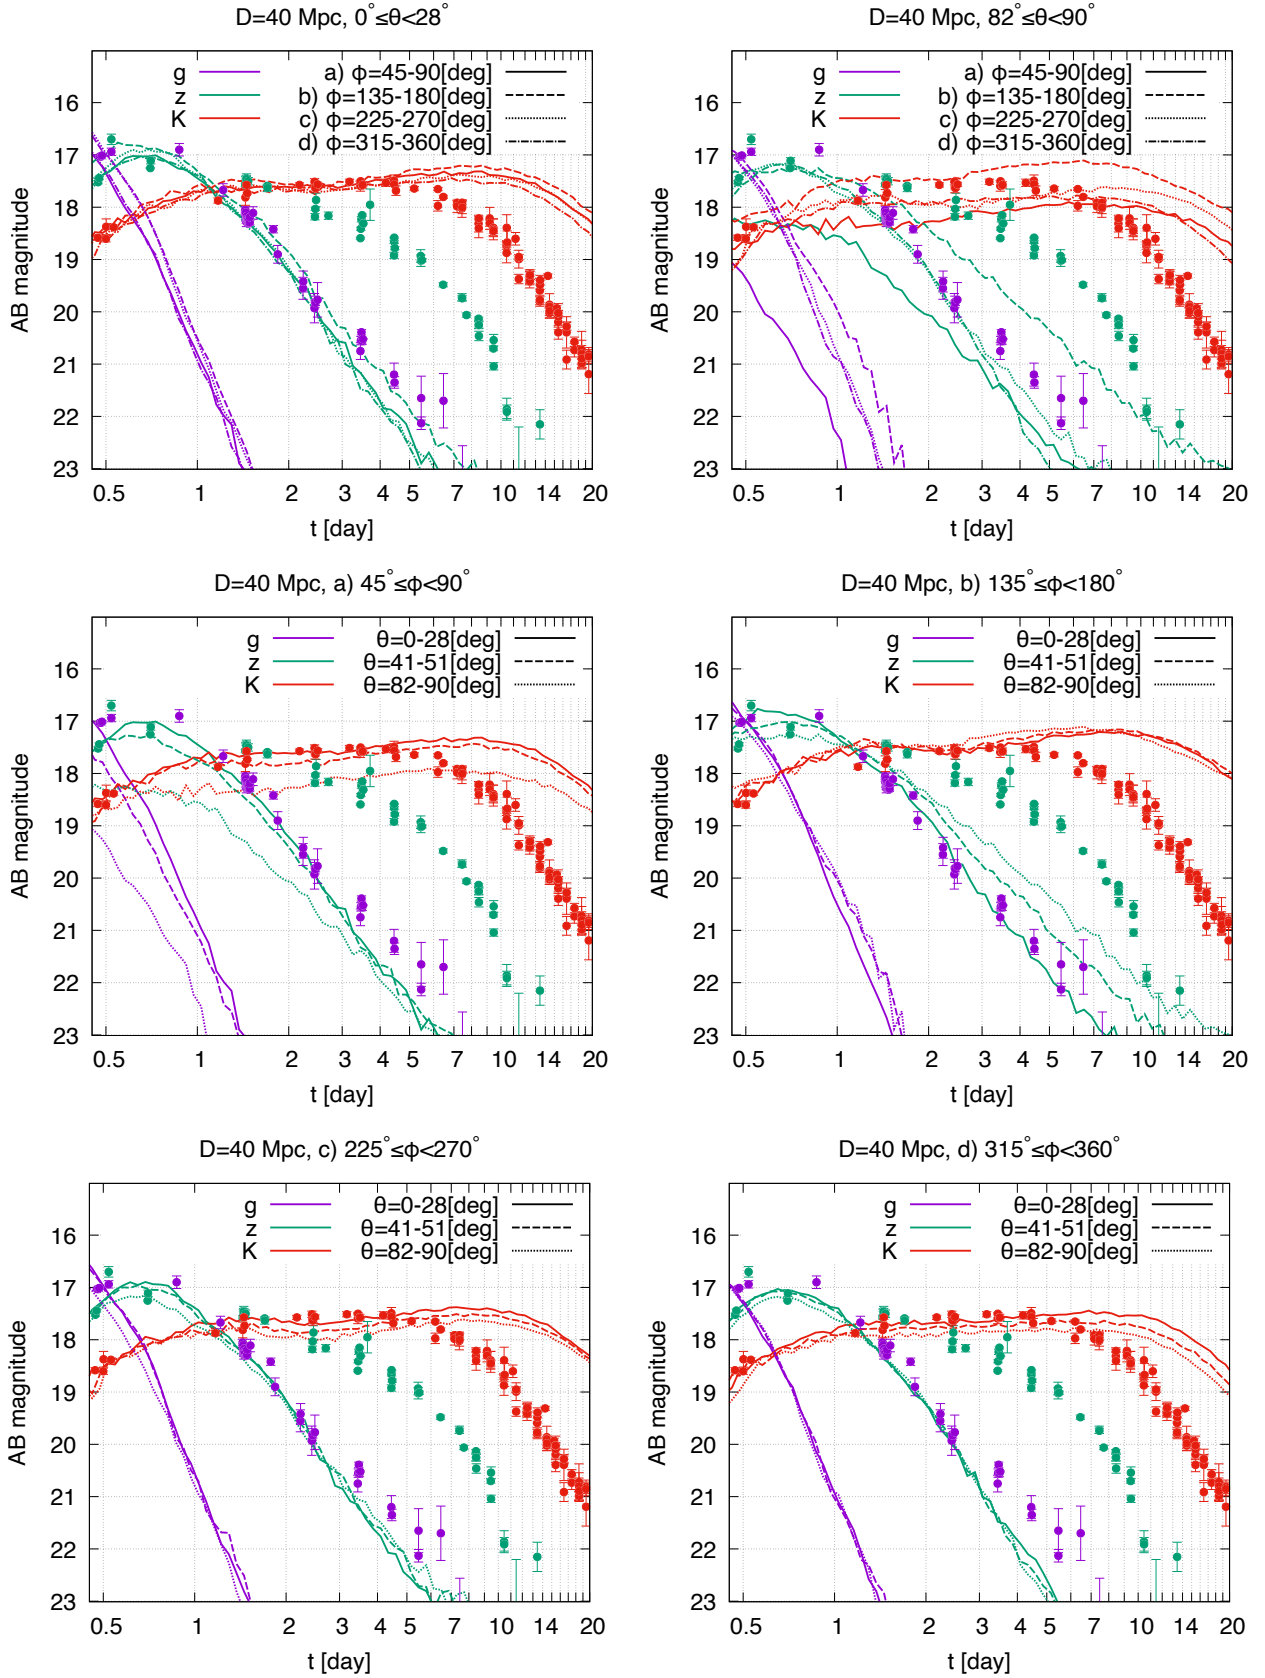 D=40 Mpc, 0°≤θ<28°
g
z
K
a) ϕ=45-90[deg]
b) ϕ=135-180[deg]
c) ϕ=225-270[deg]
d) ϕ=315-360[deg]
16
17
18
19
20
21
22
23
AB magnitude
0.5 1 2 3 4 5 7 10 14 20
t [day]
D=40 Mpc, 82°≤θ<90°
g
z
K
a) ϕ=45-90[deg]
b) ϕ=135-180[deg]
c) ϕ=225-270[deg]
d) ϕ=315-360[deg]
16
17
18
19
20
21
22
23
AB magnitude
0.5 1 2 3 4 5 7 10 14 20
t [day]
D=40 Mpc, a) 45°≤ϕ<90°
g
z
K
θ=0-28[deg]
θ=41-51[deg]
θ=82-90[deg]
16
17
18
19
20
21
22
23
AB magnitude
0.5 1 2 3 4 5 7 10 14 20
t [day]
D=40 Mpc, b) 135°≤ϕ<180°
g
z
K
θ=0-28[deg]
θ=41-51[deg]
θ=82-90[deg]
16
17
18
19
20
21
22
23
AB magnitude
0.5 1 2 3 4 5 7 10 14 20
t [day]
D=40 Mpc, c) 225°≤ϕ<270°
g
z
K
θ=0-28[deg]
θ=41-51[deg]
θ=82-90[deg]
16
17
18
19
20
21
22
23
AB magnitude
0.5 1 2 3 4 5 7 10 14 20
t [day]
D=40 Mpc, d) 315°≤ϕ<360°
g
z
K
θ=0-28[deg]
θ=41-51[deg]
θ=82-90[deg]
16
17
18
19
20
21
22
23
AB magnitude
0.5 1 2 3 4 5 7 10 14 20
t [day]